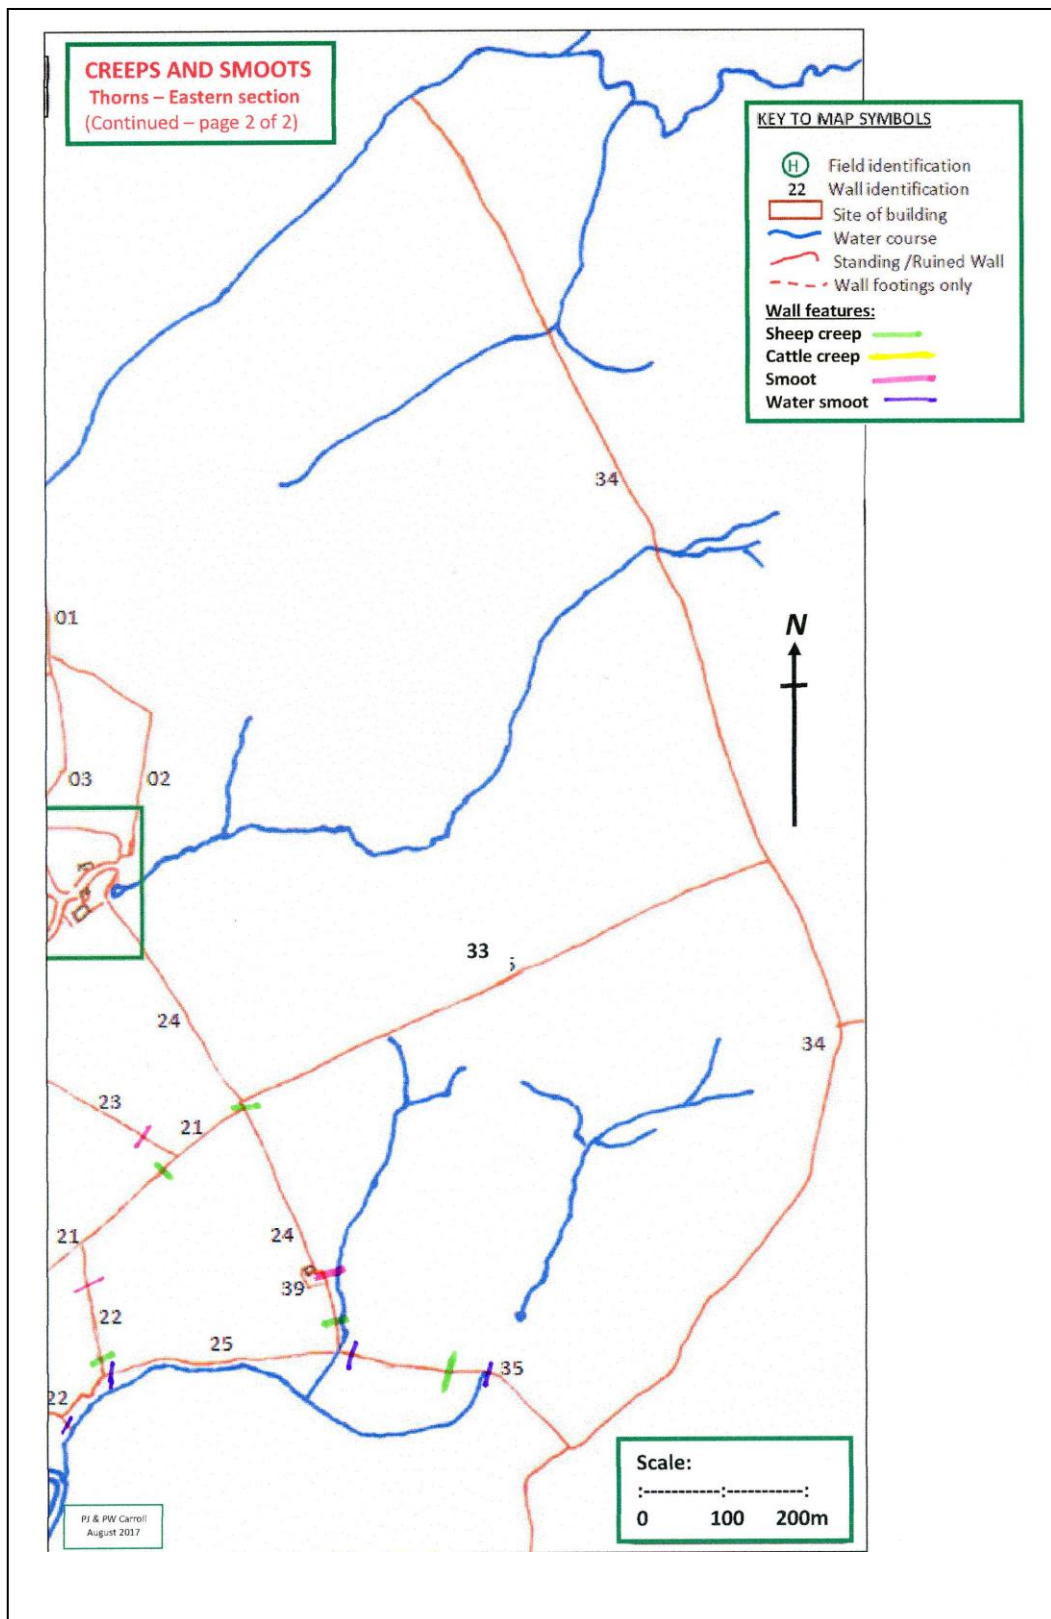 CREEPS AND SMOOTS
Thorns – Eastern section
(Continued – page 2 of 2)
KEY TO MAP SYMBOLS
H Field identification
22 Wall identification
Site of building
Water course
Standing /Ruined Wall
Wall footings only
Wall features:
Sheep creep
Cattle creep
Smoot
Water smoot
34
01
N
03
02
33
24
34
23
21
21
24
39
22
25
35
22
Scale:
:-----------:-----------:
0 100 200m
PJ & PW Carroll
August 2017